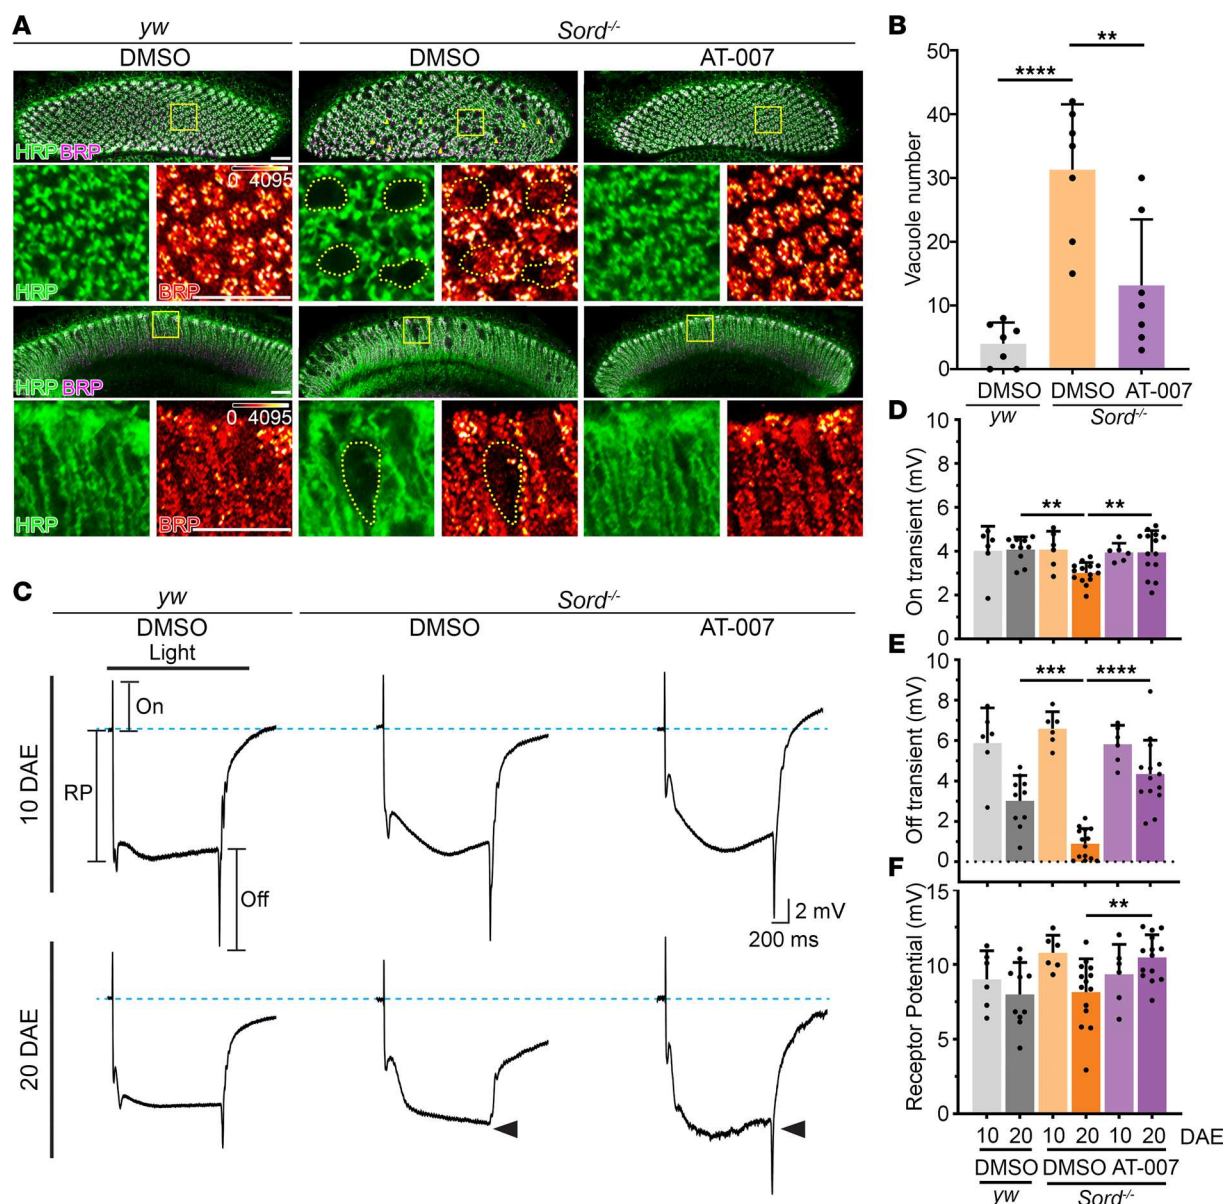 A
yw
Sord-/-
DMSO
DMSO
AT-007
HRP BRP
0 4095
HRP
BRP
HRP BRP
0 4095
HRP
BRP
B
Vacuole number
50
40
30
20
10
0
****
**
DMSO
DMSO
AT-007
yw
Sord-/-
C
yw
Sord-/-
DMSO
DMSO
AT-007
Light
On
RP
Off
10 DAE
2 mV
200 ms
20 DAE
D
On transient (mV)
10
8
6
4
2
0
**
**
E
Off transient (mV)
10
8
6
4
2
0
***
****
F
Receptor Potential (mV)
15
10
5
0
**
10 20 10 20 10 20 DAE
DMSO DMSO AT-007
yw
Sord-/-